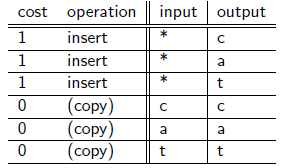 cost operation input output
1 insert * c
1 insert * a
1 insert * t
0 (copy) c c
0 (copy) a a
0 (copy) t t